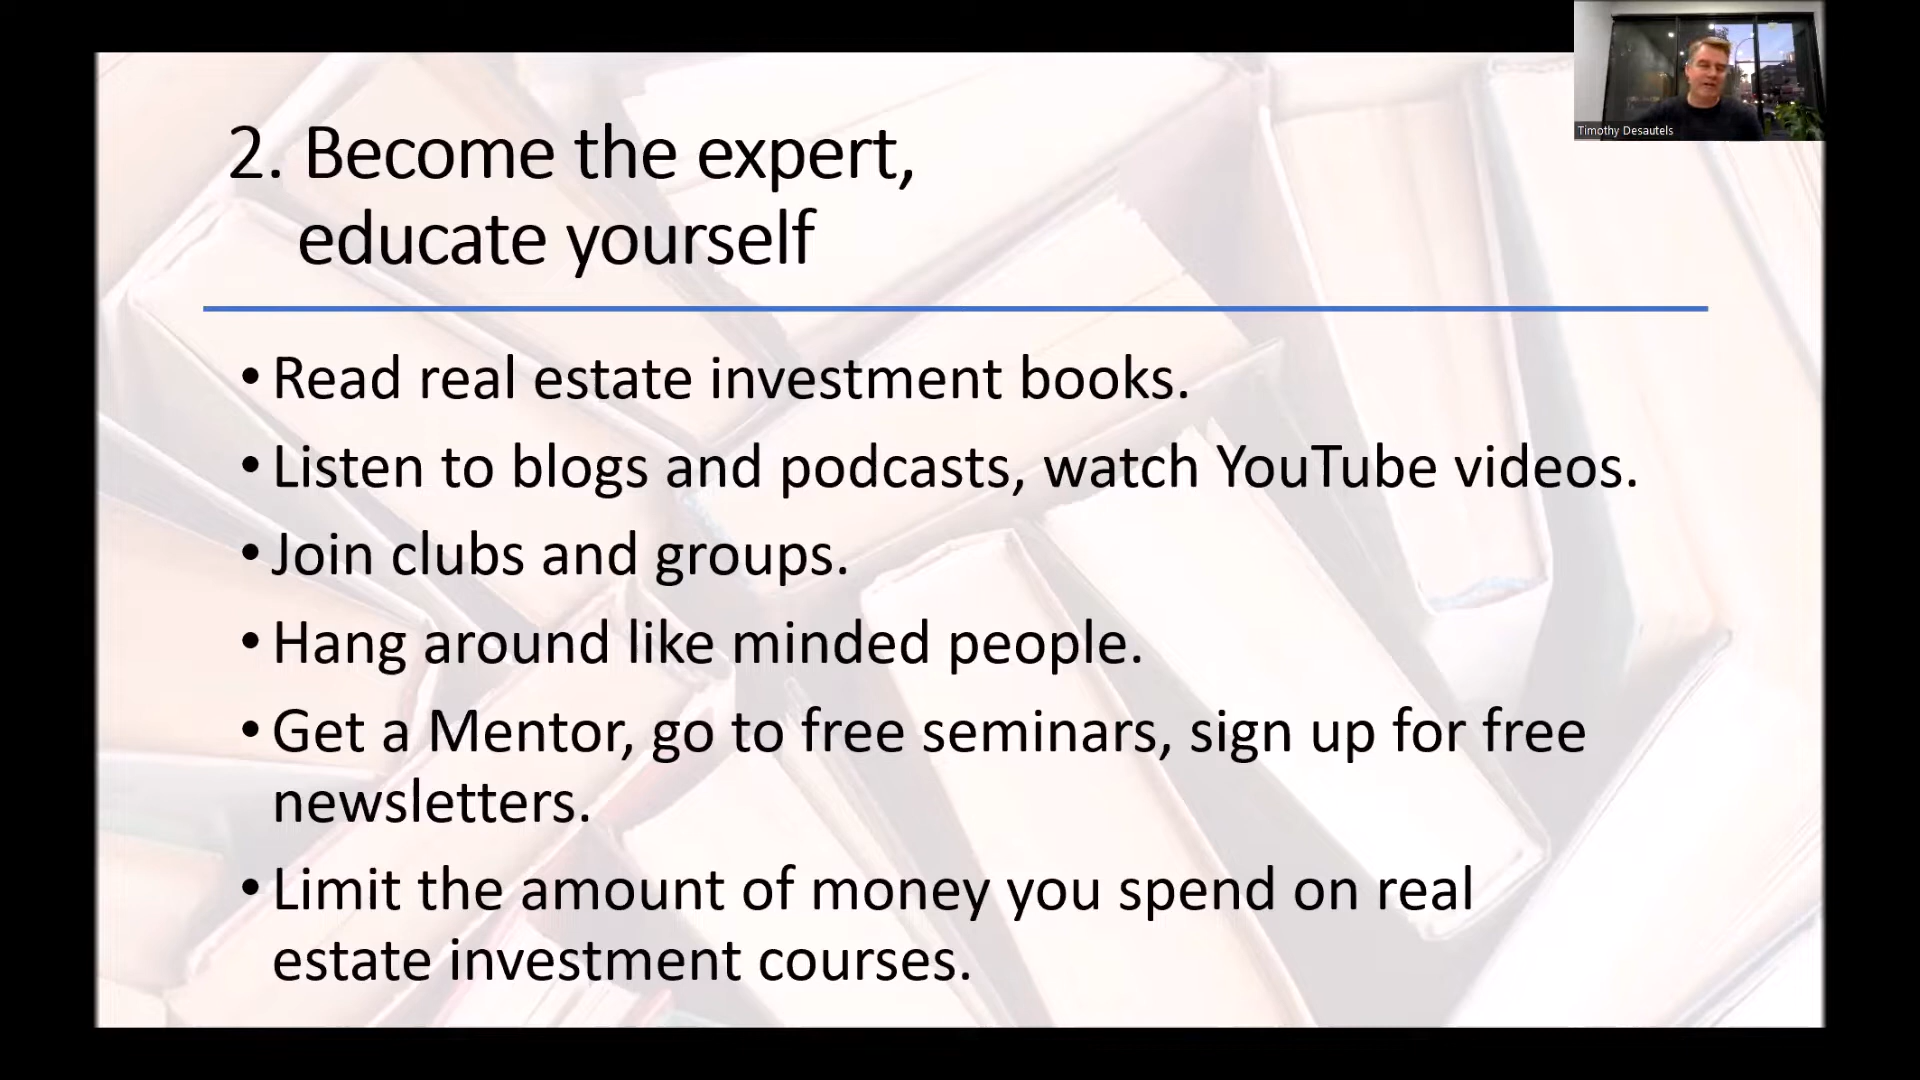 2. Become the expert,
educate yourself
• Read real estate investment books.
• Listen to blogs and podcasts, watch YouTube videos.
• Join clubs and groups.
• Hang around like minded people.
• Get a Mentor, go to free seminars, sign up for free
newsletters.
• Limit the amount of money you spend on real
estate investment courses.
Timothy Desautels